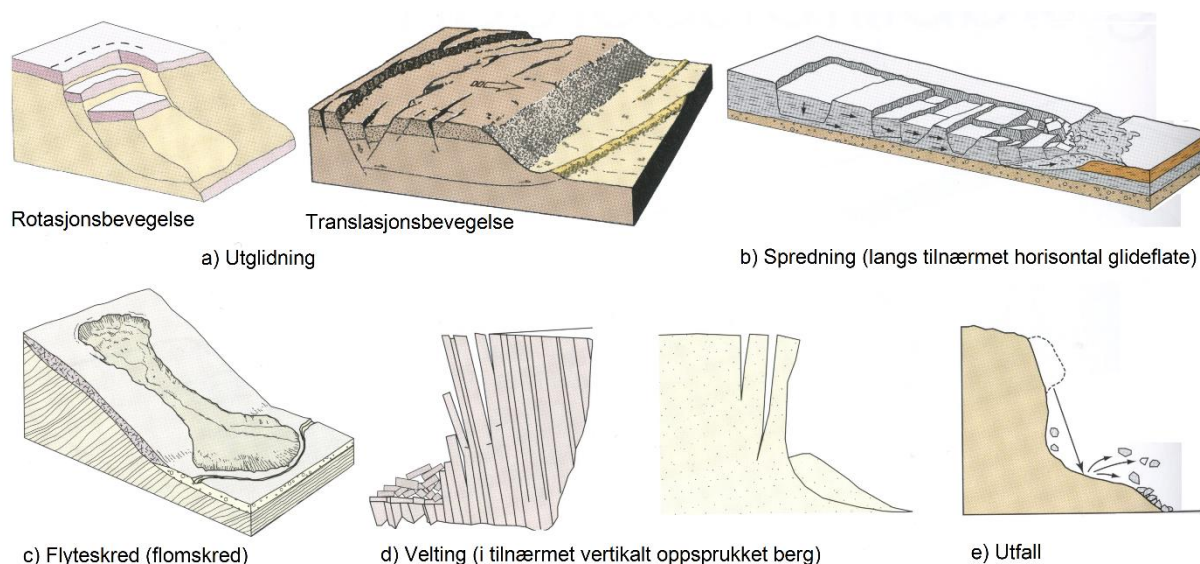 Rotasjonsbevegelse
Translasjonsbevegelse
a) Utglidning
b) Spredning (langs tilnærmet horisontal glideflate)
c) Flyteskred (flomskred)
d) Velting (i tilnærmet vertikalt oppsprukket berg)
e) Utfall